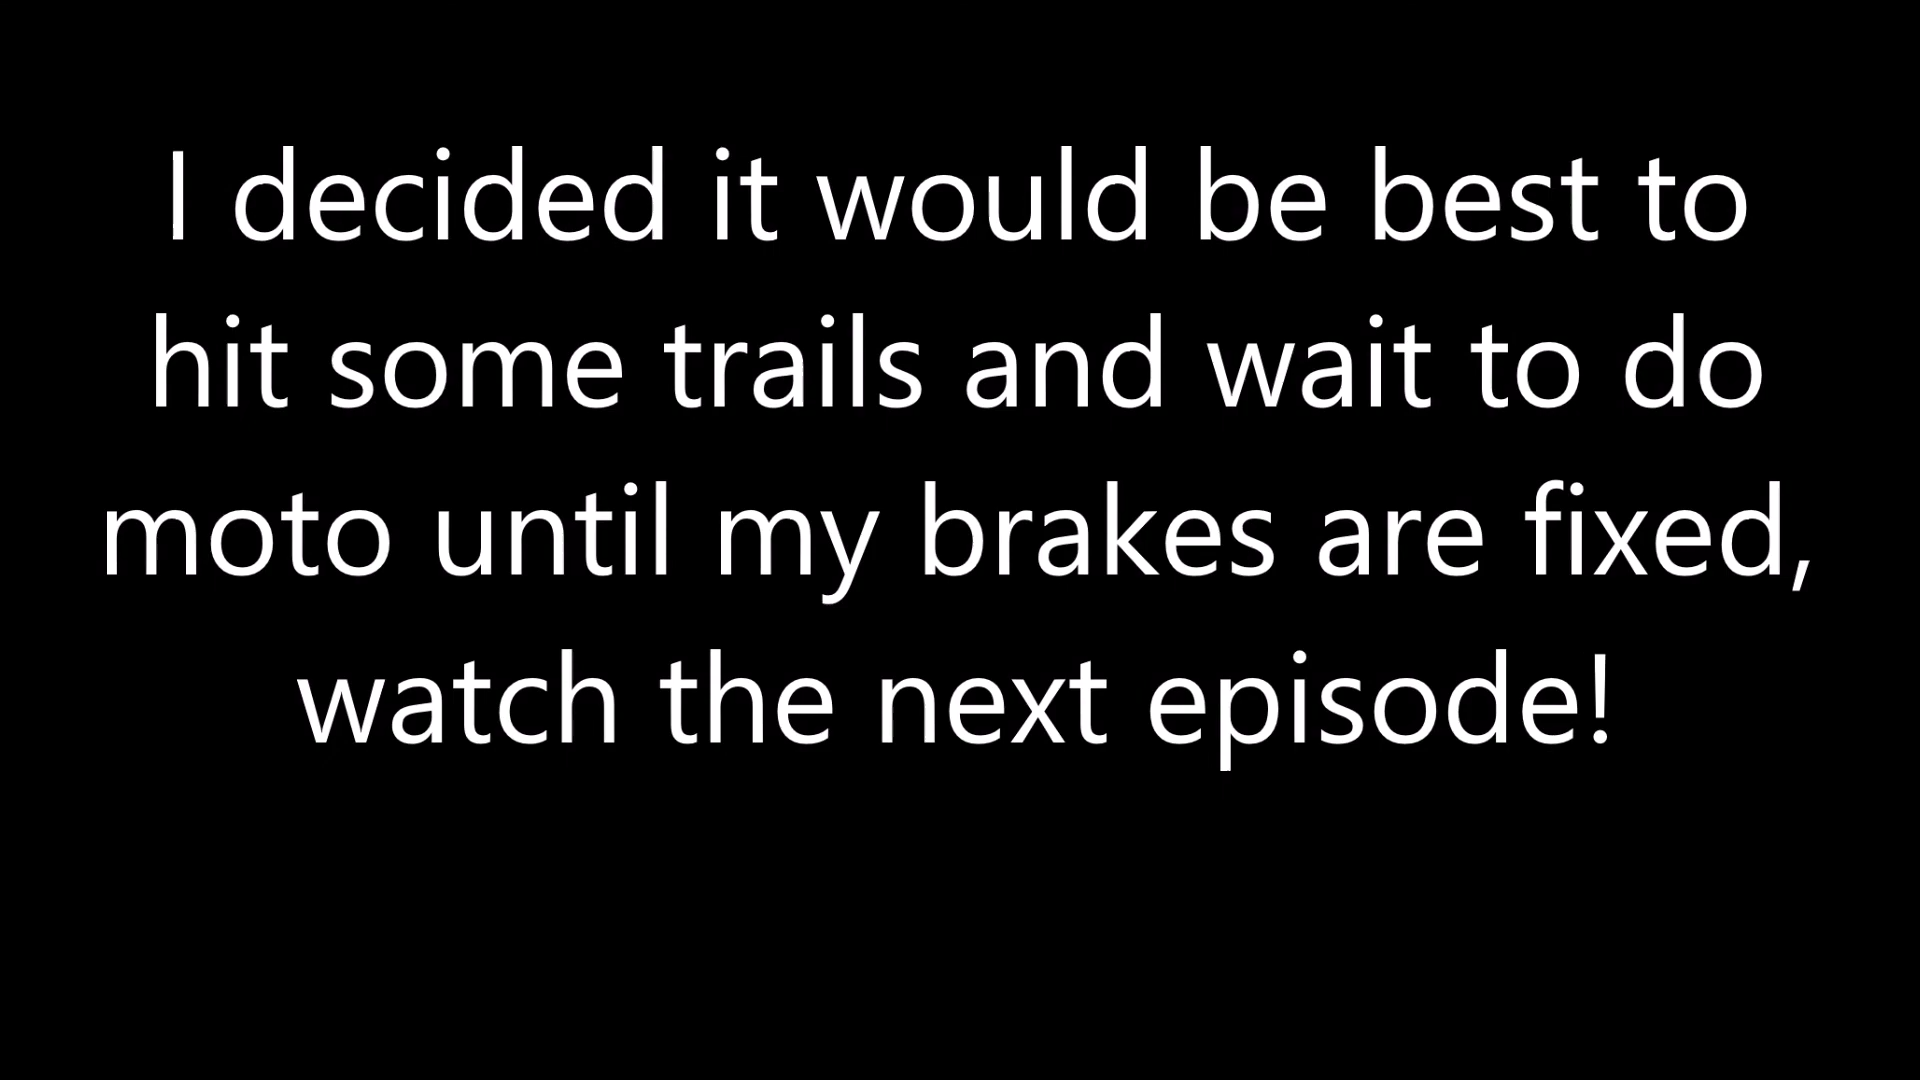 I decided it would be best to
hit some trails and wait to do
moto until my brakes are fixed,
watch the next episode!